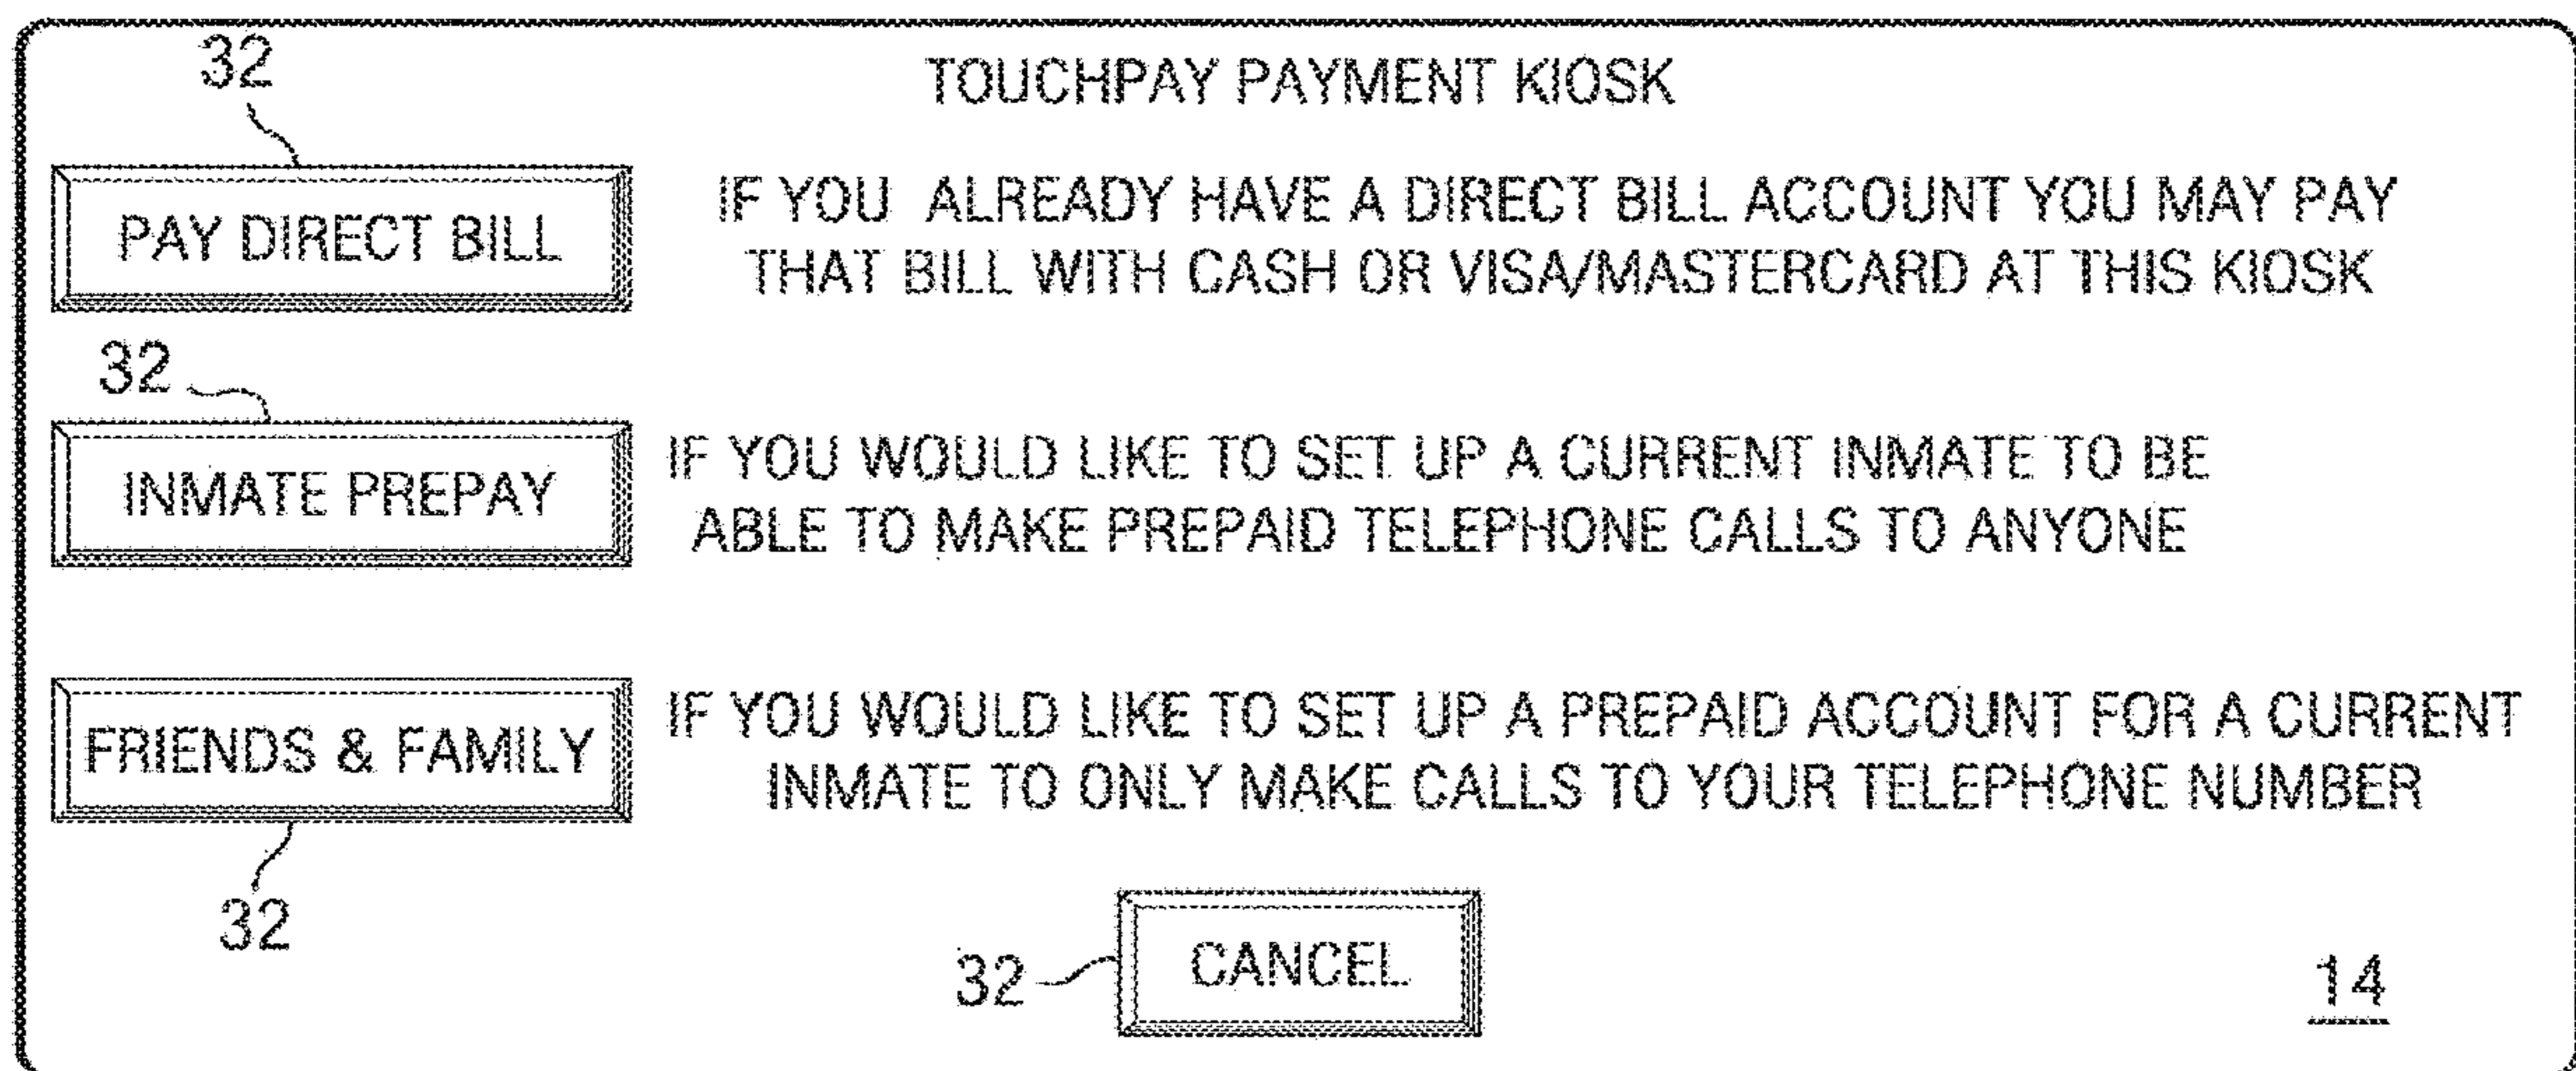 32
TOUCHPAY PAYMENT KIOSK
PAY DIRECT BILL
IF YOU ALREADY HAVE A DIRECT BILL ACCOUNT YOU MAY PAY
THAT BILL WITH CASH OR VISA/MASTERCARD AT THIS KIOSK
32
INMATE PREPAY
IF YOU WOULD LIKE TO SET UP A CURRENT INMATE TO BE
ABLE TO MAKE PREPAID TELEPHONE CALLS TO ANYONE
FRIENDS & FAMILY
IF YOU WOULD LIKE TO SET UP A PREPAID ACCOUNT FOR A CURRENT
INMATE TO ONLY MAKE CALLS TO YOUR TELEPHONE NUMBER
32
32
CANCEL
14